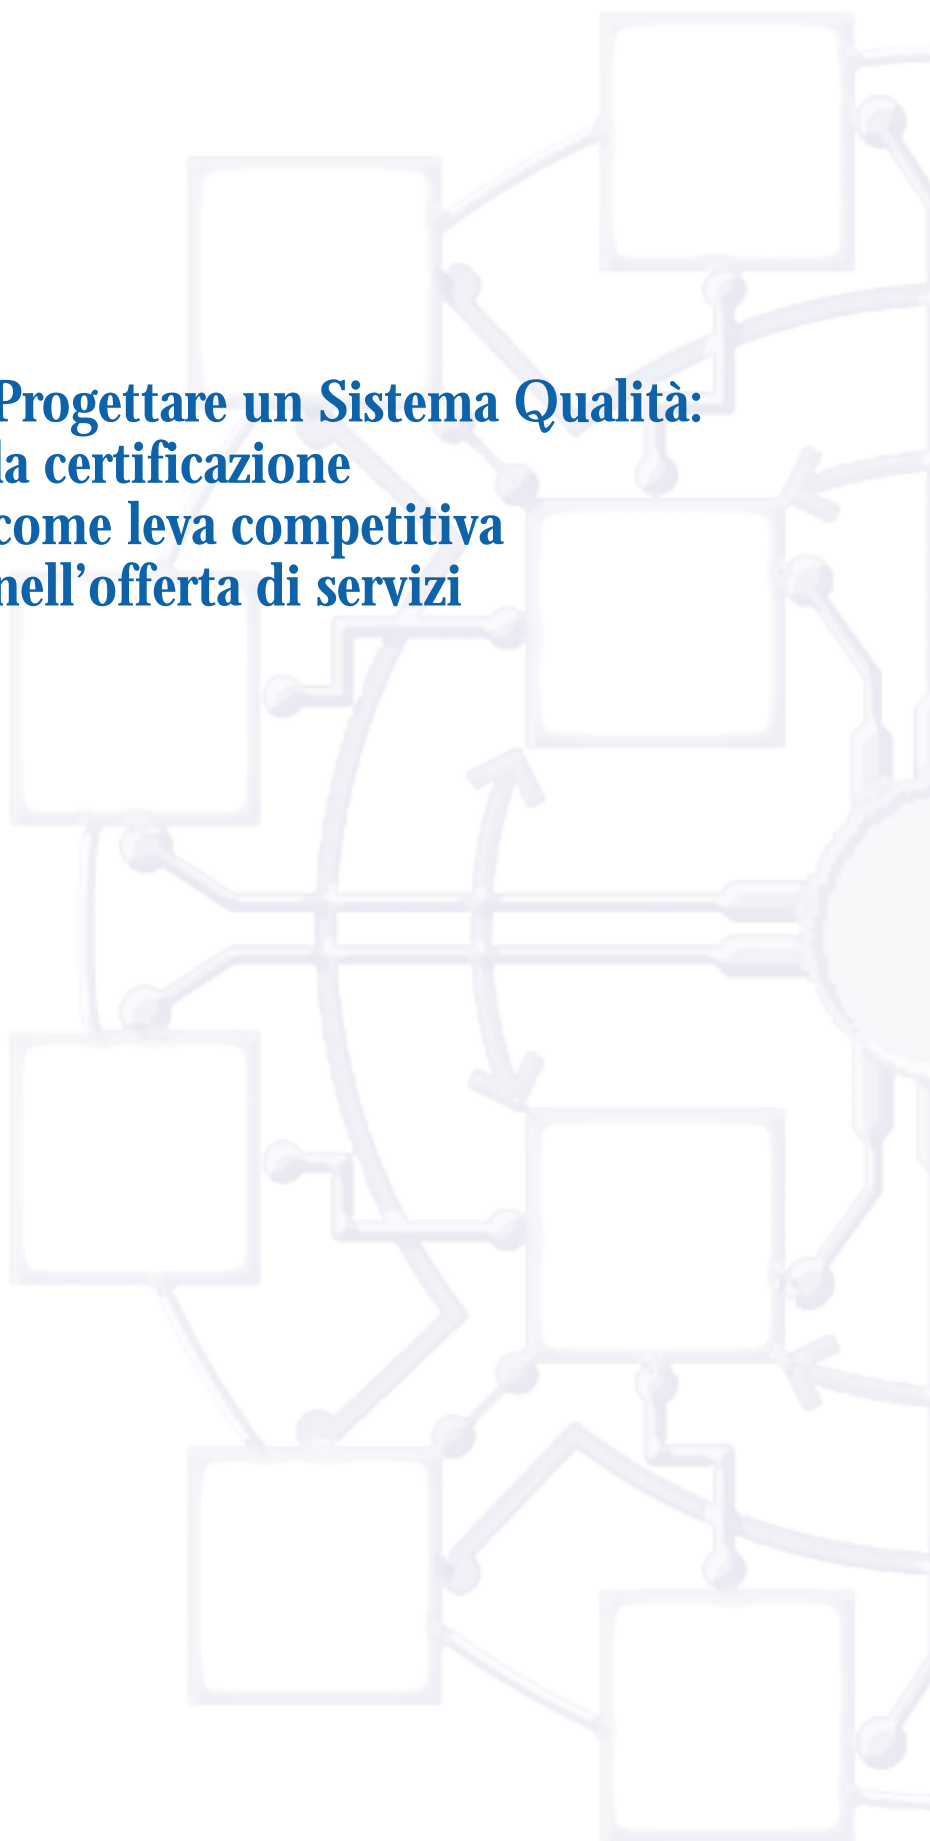 Progettare un Sistema Qualità:
la certificazione
come leva competitiva
nell’offerta di servizi